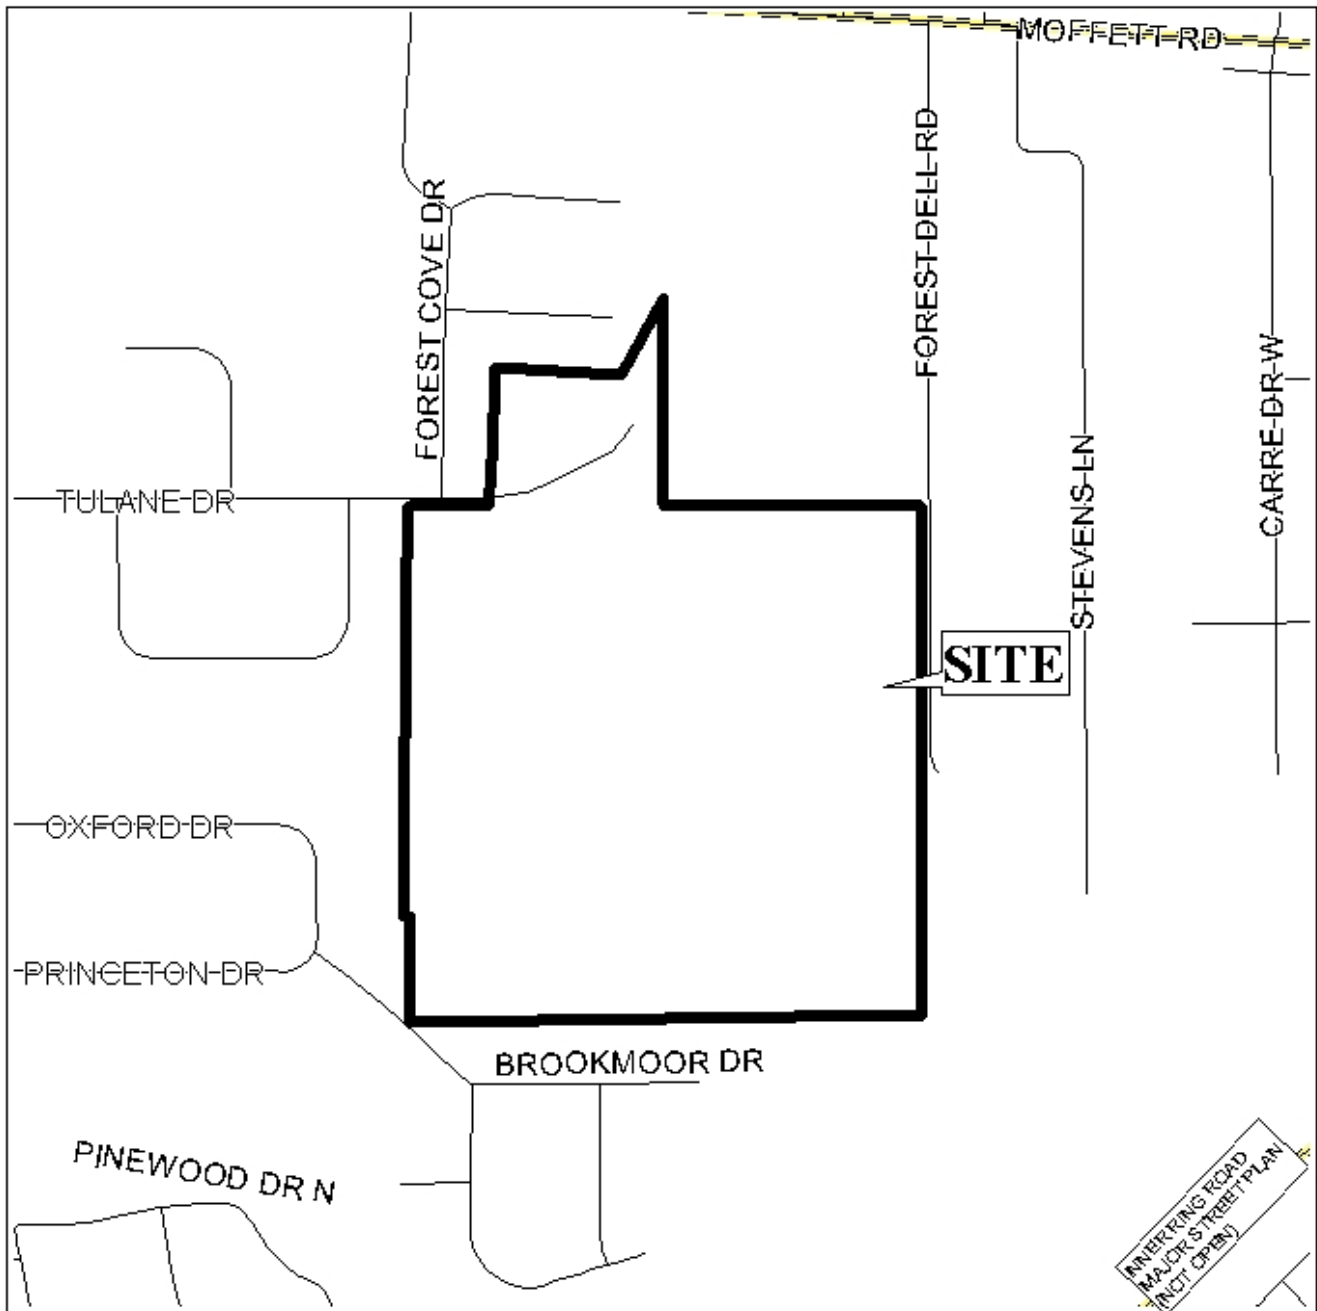 MOFFETT RD
FOREST DELL RD
FOREST COVE DR
CARRE DR W
STEVENS LN
TULANE DR
SITE
OXFORD DR
PRINCETON DR
BROOKMOOR DR
PINEWOOD DR N
INNER RING ROAD
MAJOR STREET PLAN
(NOT OPEN)